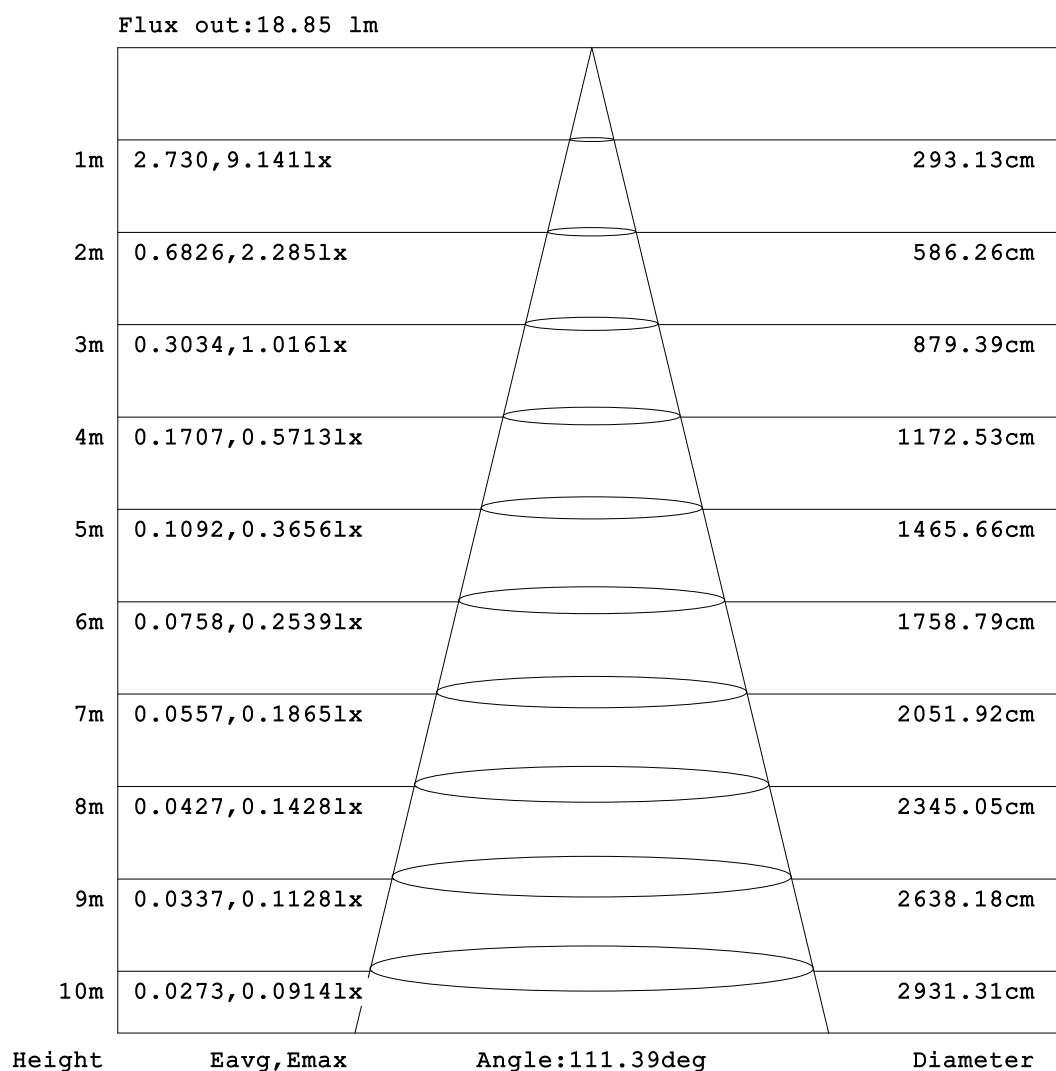 Flux out:18.85 lm
1m 2.730,9.141lx 293.13cm
2m 0.6826,2.285lx 586.26cm
3m 0.3034,1.016lx 879.39cm
4m 0.1707,0.5713lx 1172.53cm
5m 0.1092,0.3656lx 1465.66cm
6m 0.0758,0.2539lx 1758.79cm
7m 0.0557,0.1865lx 2051.92cm
8m 0.0427,0.1428lx 2345.05cm
9m 0.0337,0.1128lx 2638.18cm
10m 0.0273,0.0914lx 2931.31cm
Height Eavg,Emax Angle:111.39deg Diameter